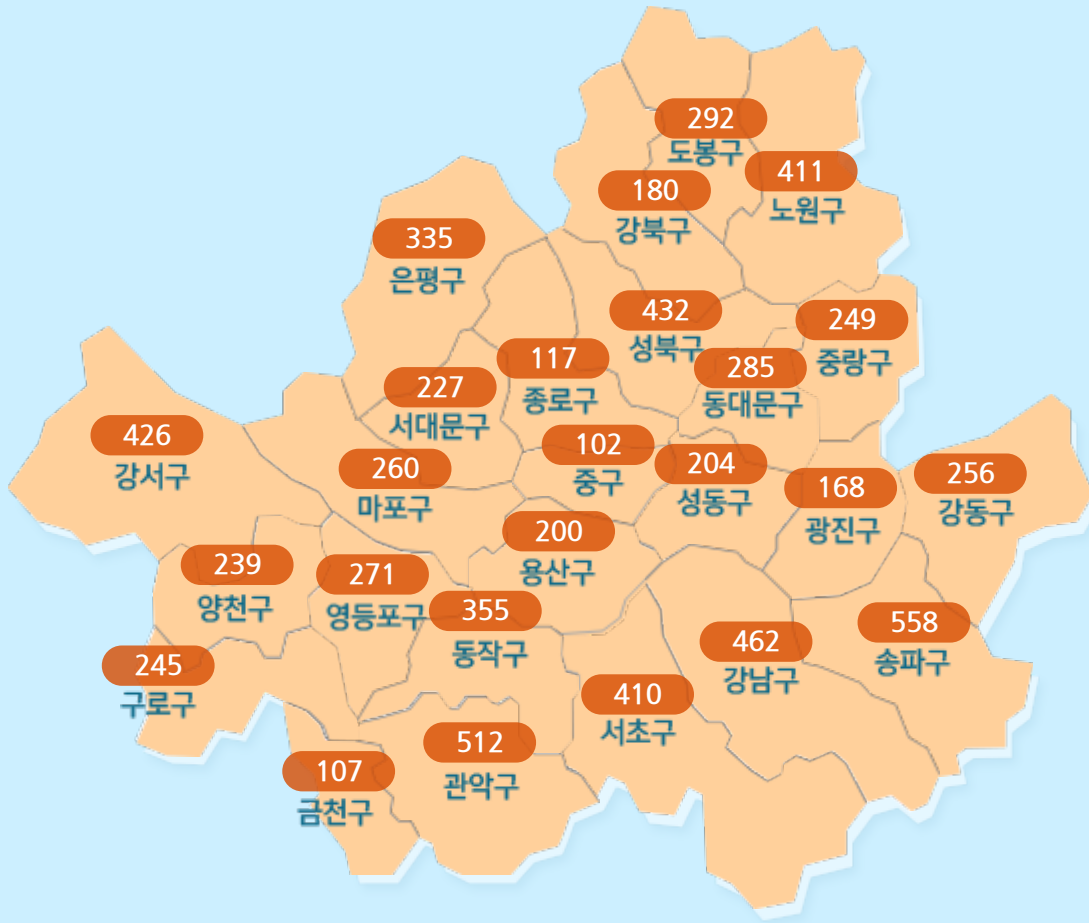 292
도봉구
411
노원구
180
강북구
335
은평구
432
성북구
249
중랑구
117
종로구
285
동대문구
227
서대문구
426
강서구
102
중구
260
마포구
204
성동구
168
광진구
256
강동구
200
용산구
239
양천구
271
영등포구
355
동작구
558
송파구
462
강남구
245
구로구
410
서초구
512
관악구
107
금천구